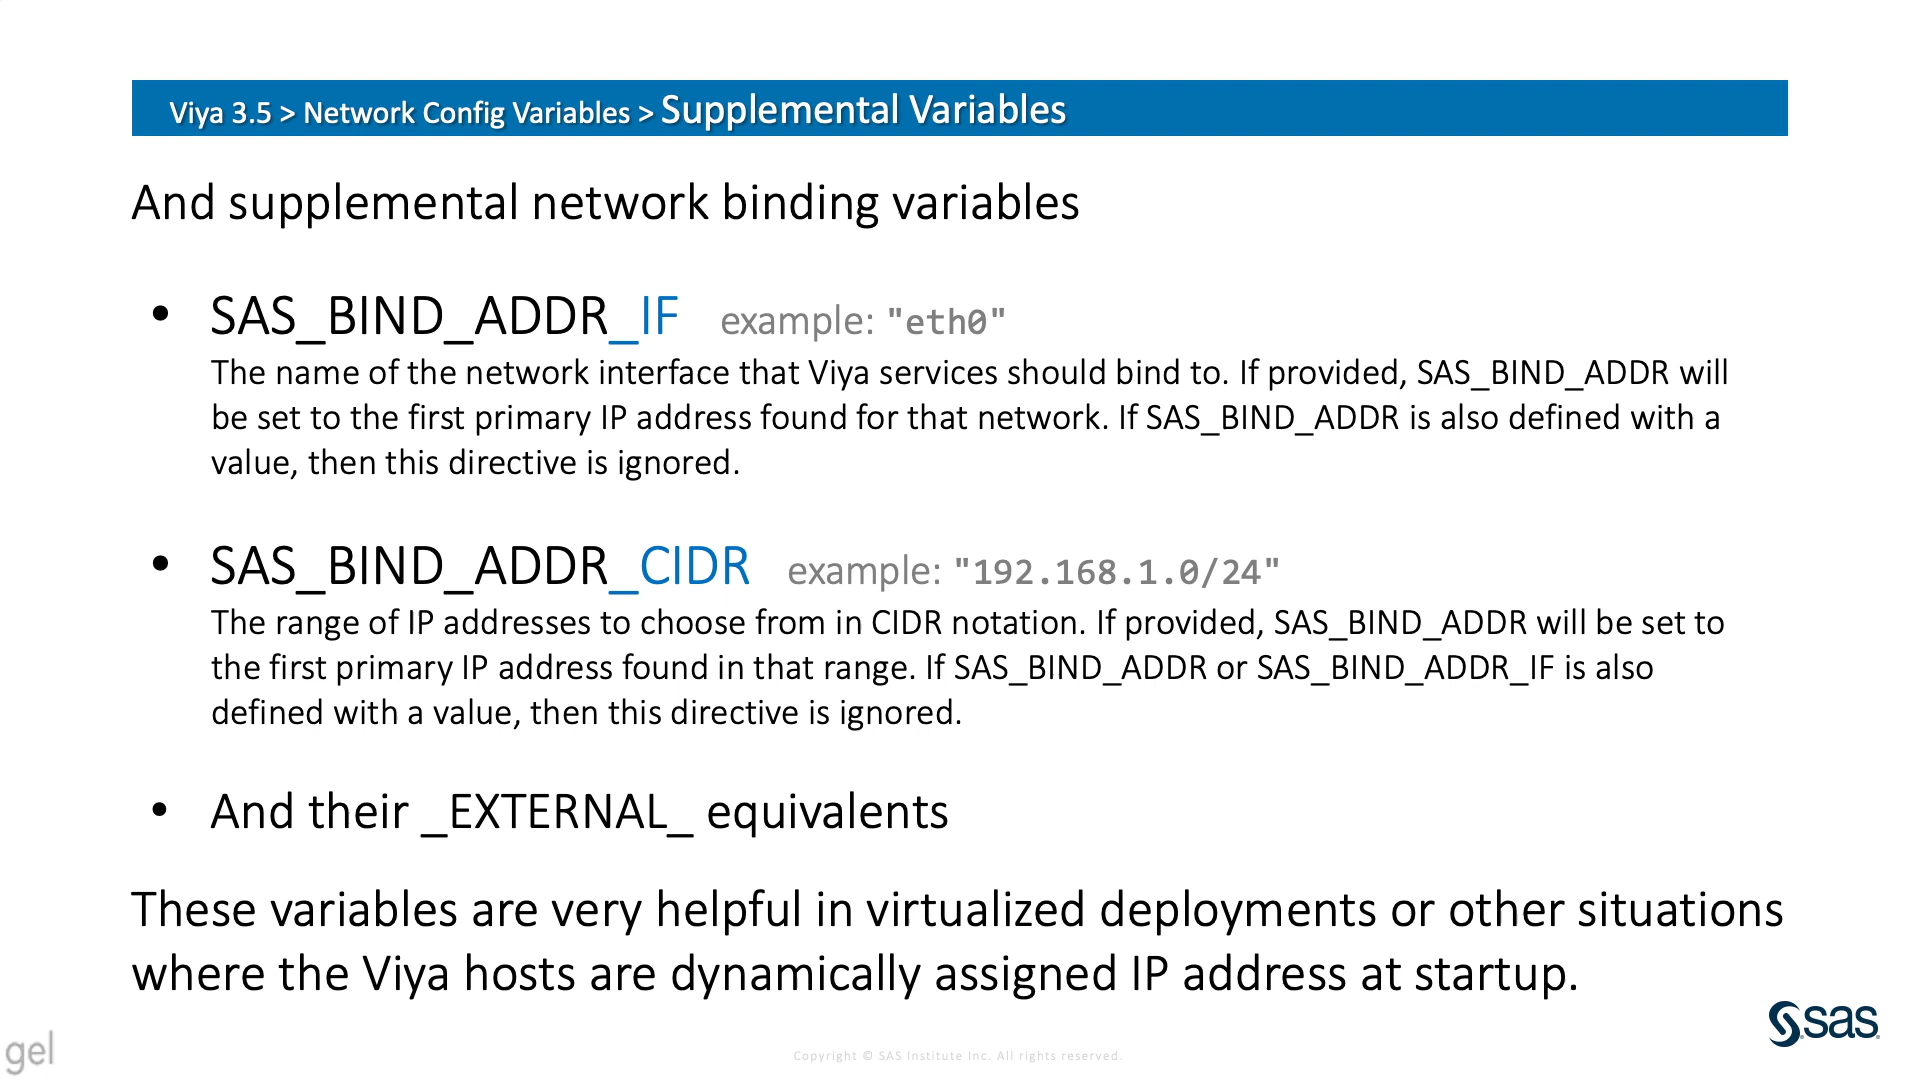 Viya 3.5 > Network Config Variables > Supplemental Variables
And supplemental network binding variables
• SAS_BIND_ADDR_IF example: "eth0"
The name of the network interface that Viya services should bind to. If provided, SAS_BIND_ADDR will
be set to the first primary IP address found for that network. If SAS_BIND_ADDR is also defined with a
value, then this directive is ignored.
• SAS_BIND_ADDR_CIDR example: "192.168.1.0/24"
The range of IP addresses to choose from in CIDR notation. If provided, SAS_BIND_ADDR will be set to
the first primary IP address found in that range. If SAS_BIND_ADDR or SAS_BIND_ADDR_IF is also
defined with a value, then this directive is ignored.
• And their _EXTERNAL_ equivalents
These variables are very helpful in virtualized deployments or other situations
where the Viya hosts are dynamically assigned IP address at startup.
sas
gel
Copyright © SAS Institute Inc. All rights reserved.